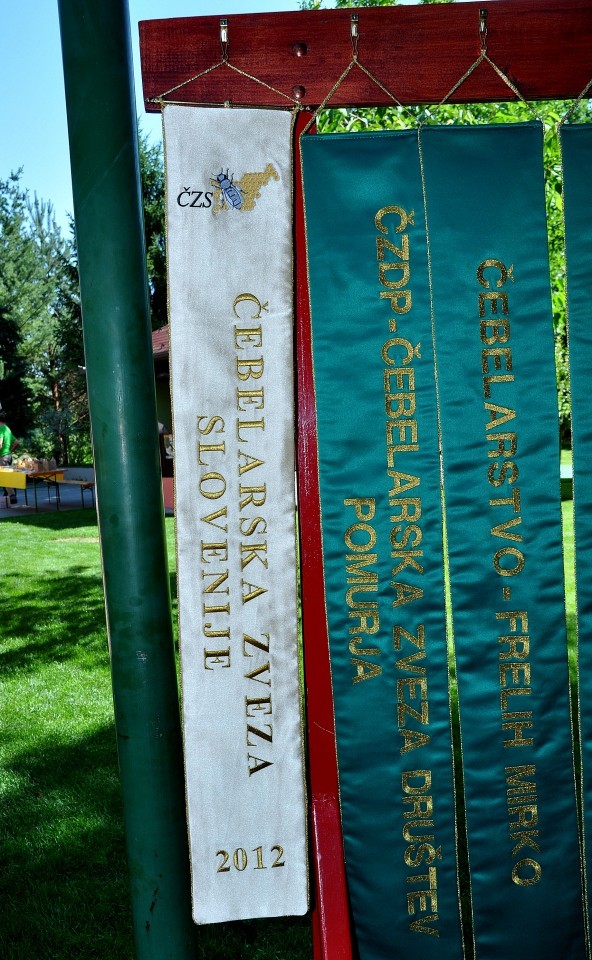 ČZS
ČEBELARSKA ZVEZA
SLOVENIJE
2012
ČZDP-ČEBELARSKA ZVEZA DRUŠTEV
POMURJA
ČEBELARSTVO-FRELIH MIRKO